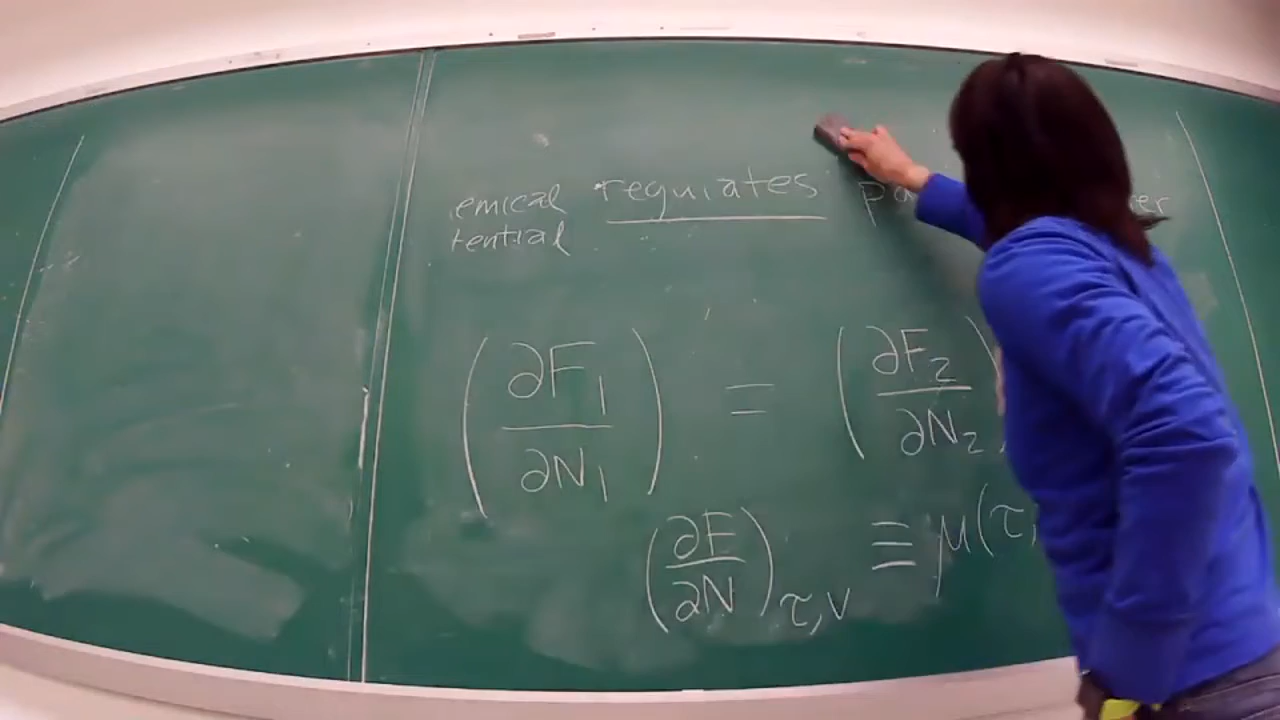 emical regulates pa
tential
(∂F₁/∂N₁) = (∂F₂/∂N₂)
(∂F/∂N)τ,V ≡ μ(τ,